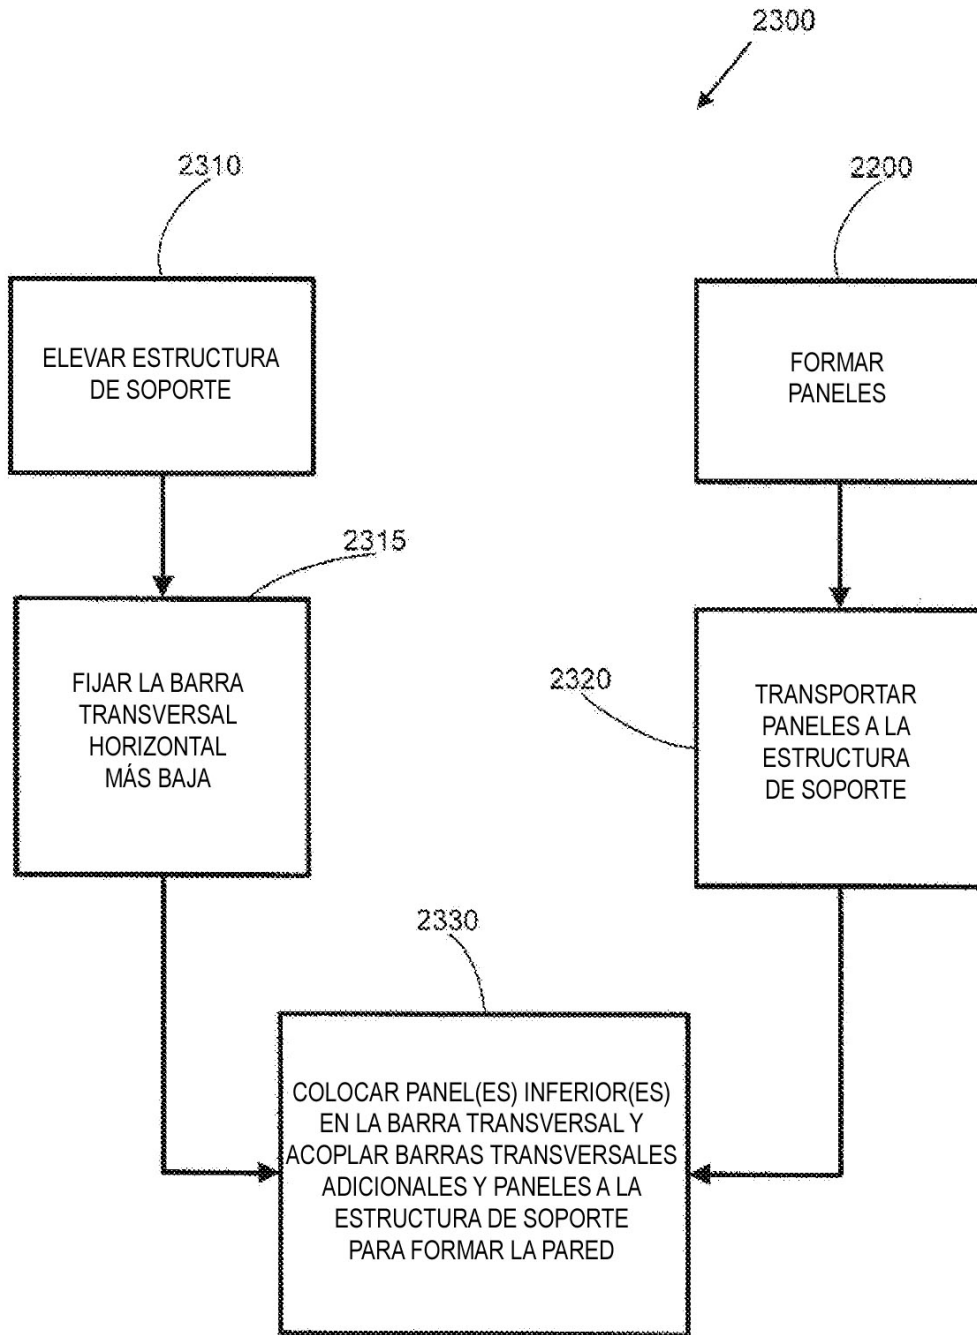 2300
2310
2200
ELEVAR ESTRUCTURA
DE SOPORTE
FORMAR
PANELES
2315
FIJAR LA BARRA
TRANSVERSAL
HORIZONTAL
MÁS BAJA
2320
TRANSPORTAR
PANELES A LA
ESTRUCTURA
DE SOPORTE
2330
COLOCAR PANEL(ES) INFERIOR(ES)
EN LA BARRA TRANSVERSAL Y
ACOPLAR BARRAS TRANSVERSALES
ADICIONALES Y PANELES A LA
ESTRUCTURA DE SOPORTE
PARA FORMAR LA PARED